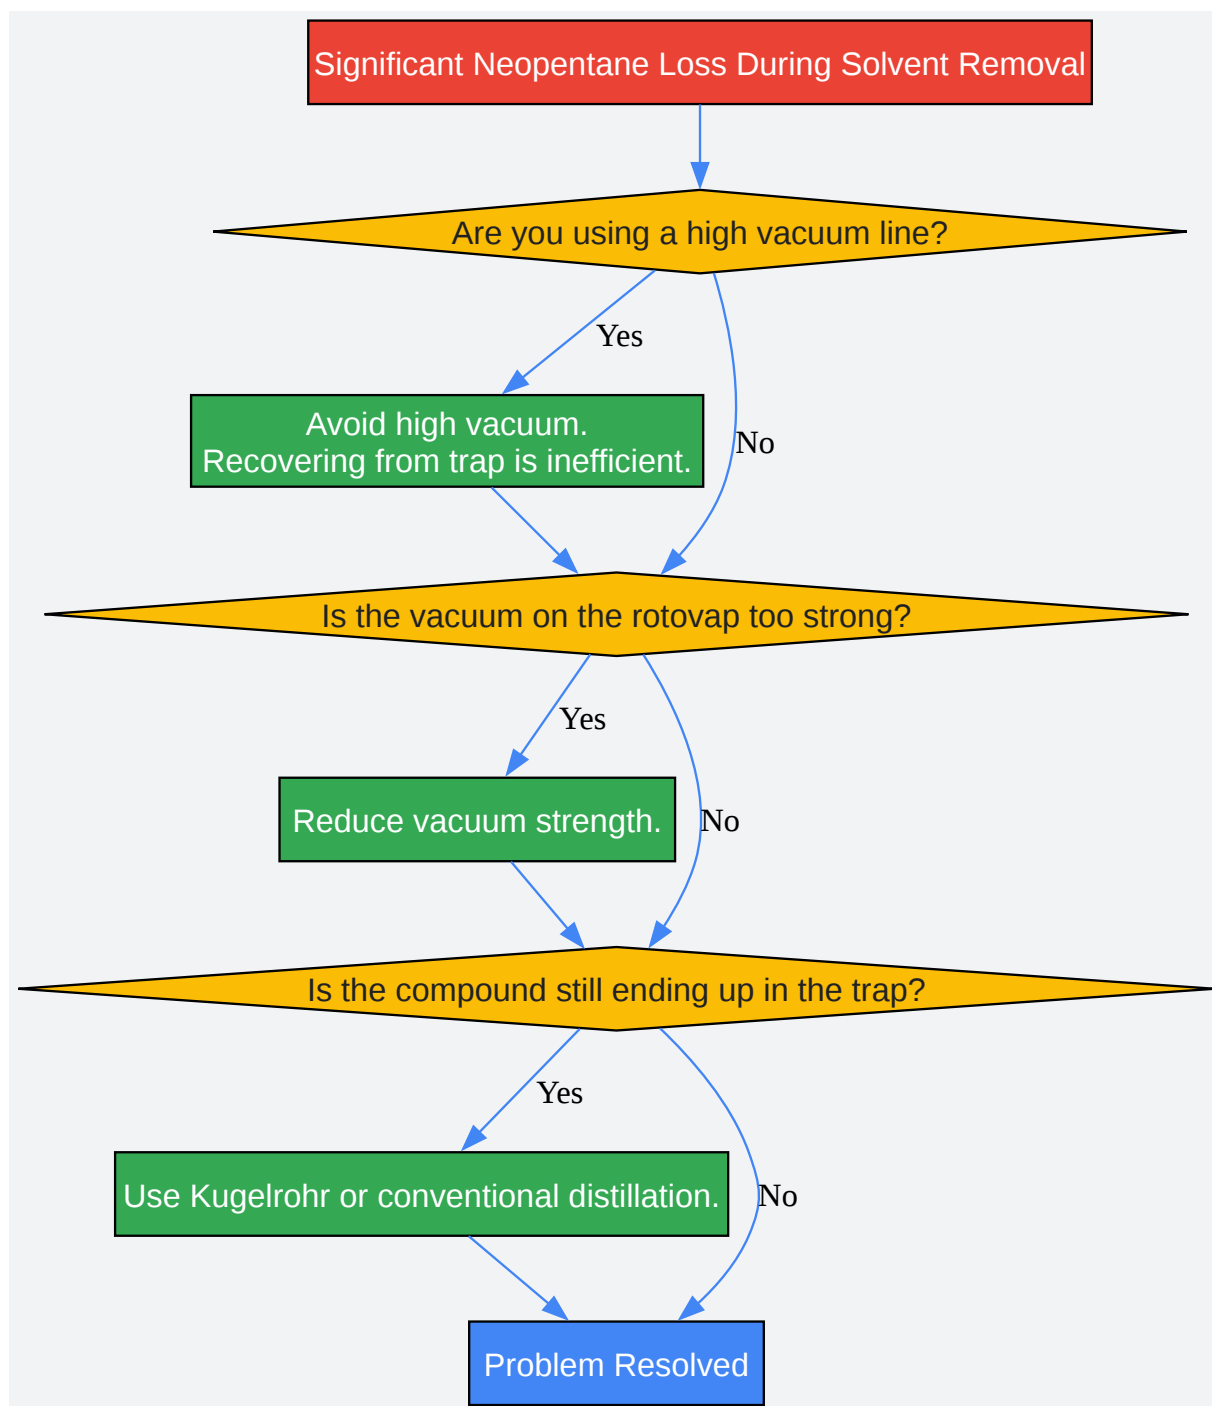 Significant Neopentane Loss During Solvent Removal
Are you using a high vacuum line?
Yes
Avoid high vacuum.
Recovering from trap is inefficient.
No
Is the vacuum on the rotovap too strong?
Yes
Reduce vacuum strength.
No
Is the compound still ending up in the trap?
Yes
Use Kugelrohr or conventional distillation.
No
Problem Resolved